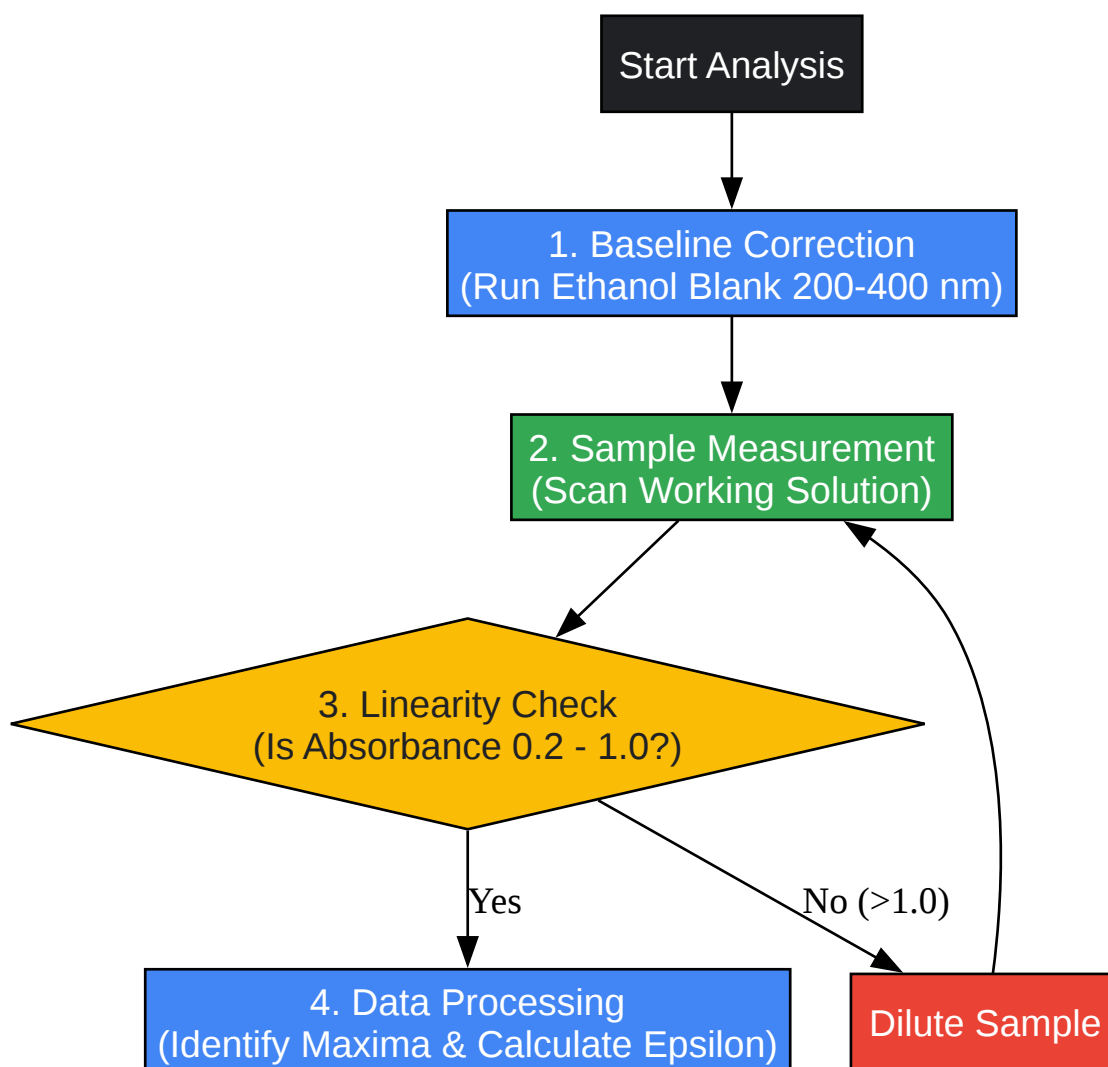 Start Analysis
1. Baseline Correction
(Run Ethanol Blank 200-400 nm)
2. Sample Measurement
(Scan Working Solution)
3. Linearity Check
(Is Absorbance 0.2 - 1.0?)
Yes
No (>1.0)
4. Data Processing
(Identify Maxima & Calculate Epsilon)
Dilute Sample